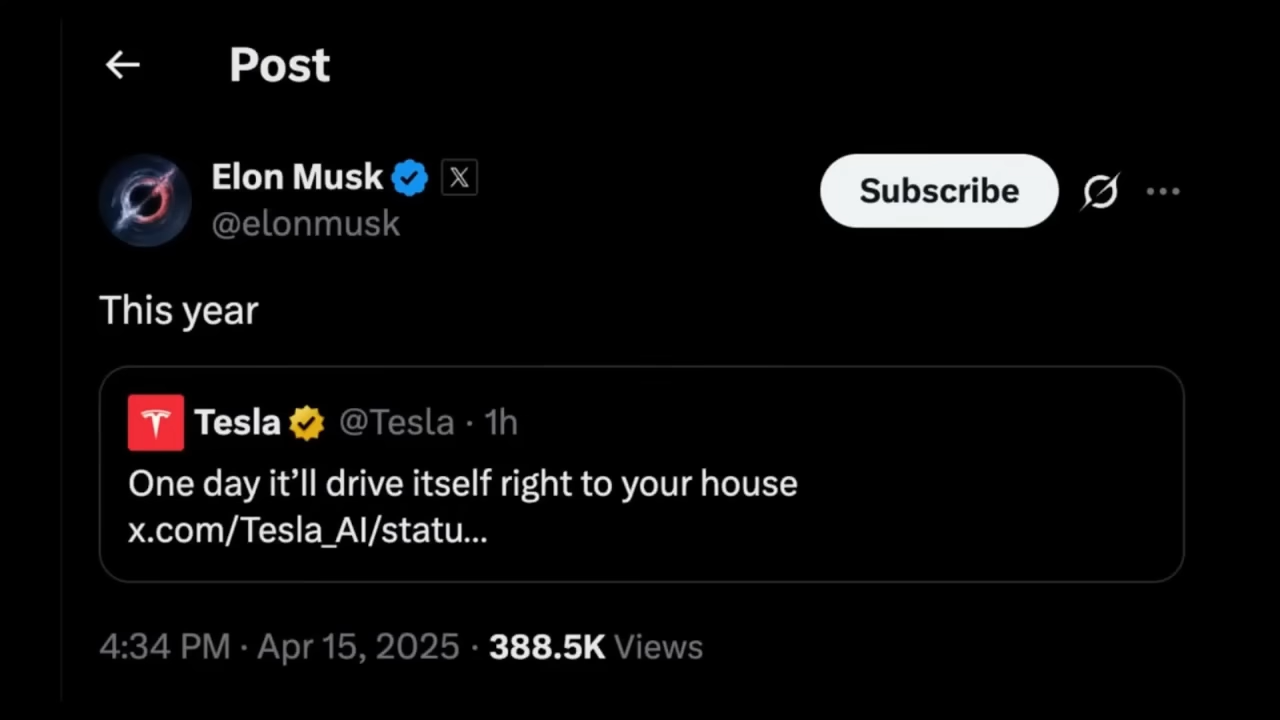 Post
Elon Musk
Subscribe
@elonmusk
This year
Tesla @Tesla · 1h
One day it’ll drive itself right to your house
x.com/Tesla_AI/statu...
4:34 PM · Apr 15, 2025 · 388.5K Views